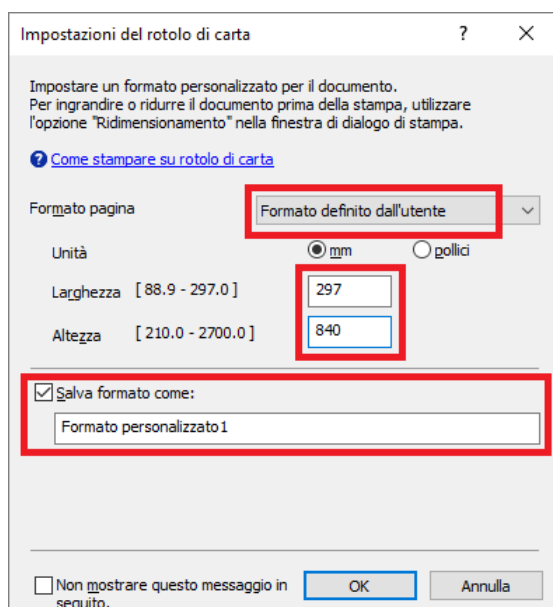 Impostazioni del rotolo di carta ?
Impostare un formato personalizzato per il documento.
Per ingrandire o ridurre il documento prima della stampa, utilizzare
l'opzione "Ridimensionamento" nella finestra di dialogo di stampa.
? Come stampare su rotolo di carta
Formato pagina Formato definito dall'utente
Unità mm pollici
Larghezza [ 88.9 - 297.0 ] 297
Altezza [ 210.0 - 2700.0 ] 840
Salva formato come:
Formato personalizzato1
Non mostrare questo messaggio in OK Annulla
seguito.